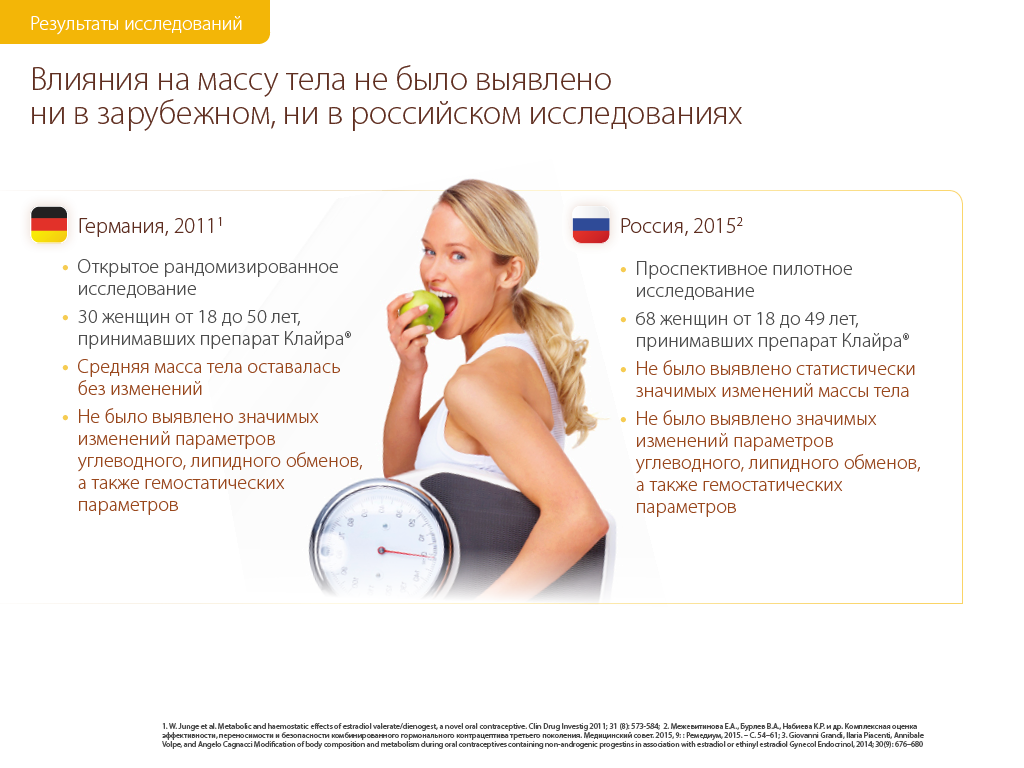 Результаты исследований
Влияния на массу тела не было выявлено
ни в зарубежном, ни в российском исследованиях
Германия, 2011¹
• Открытое рандомизированное
исследование
• 30 женщин от 18 до 50 лет,
принимавших препарат Клайра®
• Средняя масса тела оставалась
без изменений
• Не было выявлено значимых
изменений параметров
углеводного, липидного обменов,
а также гемостатических
параметров
Россия, 2015²
• Проспективное пилотное
исследование
• 68 женщин от 18 до 49 лет,
принимавших препарат Клайра®
• Не было выявлено статистически
значимых изменений массы тела
• Не было выявлено значимых
изменений параметров
углеводного, липидного обменов,
а также гемостатических
параметров
1. W. Junge et al. Metabolic and haemostatic effects of estradiol valerate/dienogest, a novel oral contraceptive. Clin Drug Investig 2011; 31 (8): 573-584; 2. Межевитинова Е.А., Бурлев В.А., Набиева К.Р. и др. Комплексная оценка
эффективности, переносимости и безопасности комбинированного гормонального контрацептива третьего поколения. Медицинский совет. 2015, 9: : Ремедиум, 2015. – С. 54–61; 3. Giovanni Grandi, Ilaria Piacenti, Annibale
Volpe, and Angelo Cagnacci Modification of body composition and metabolism during oral contraceptives containing non-androgenic progestins in association with estradiol or ethinyl estradiol Gynecol Endocrinol, 2014; 30(9): 676–680